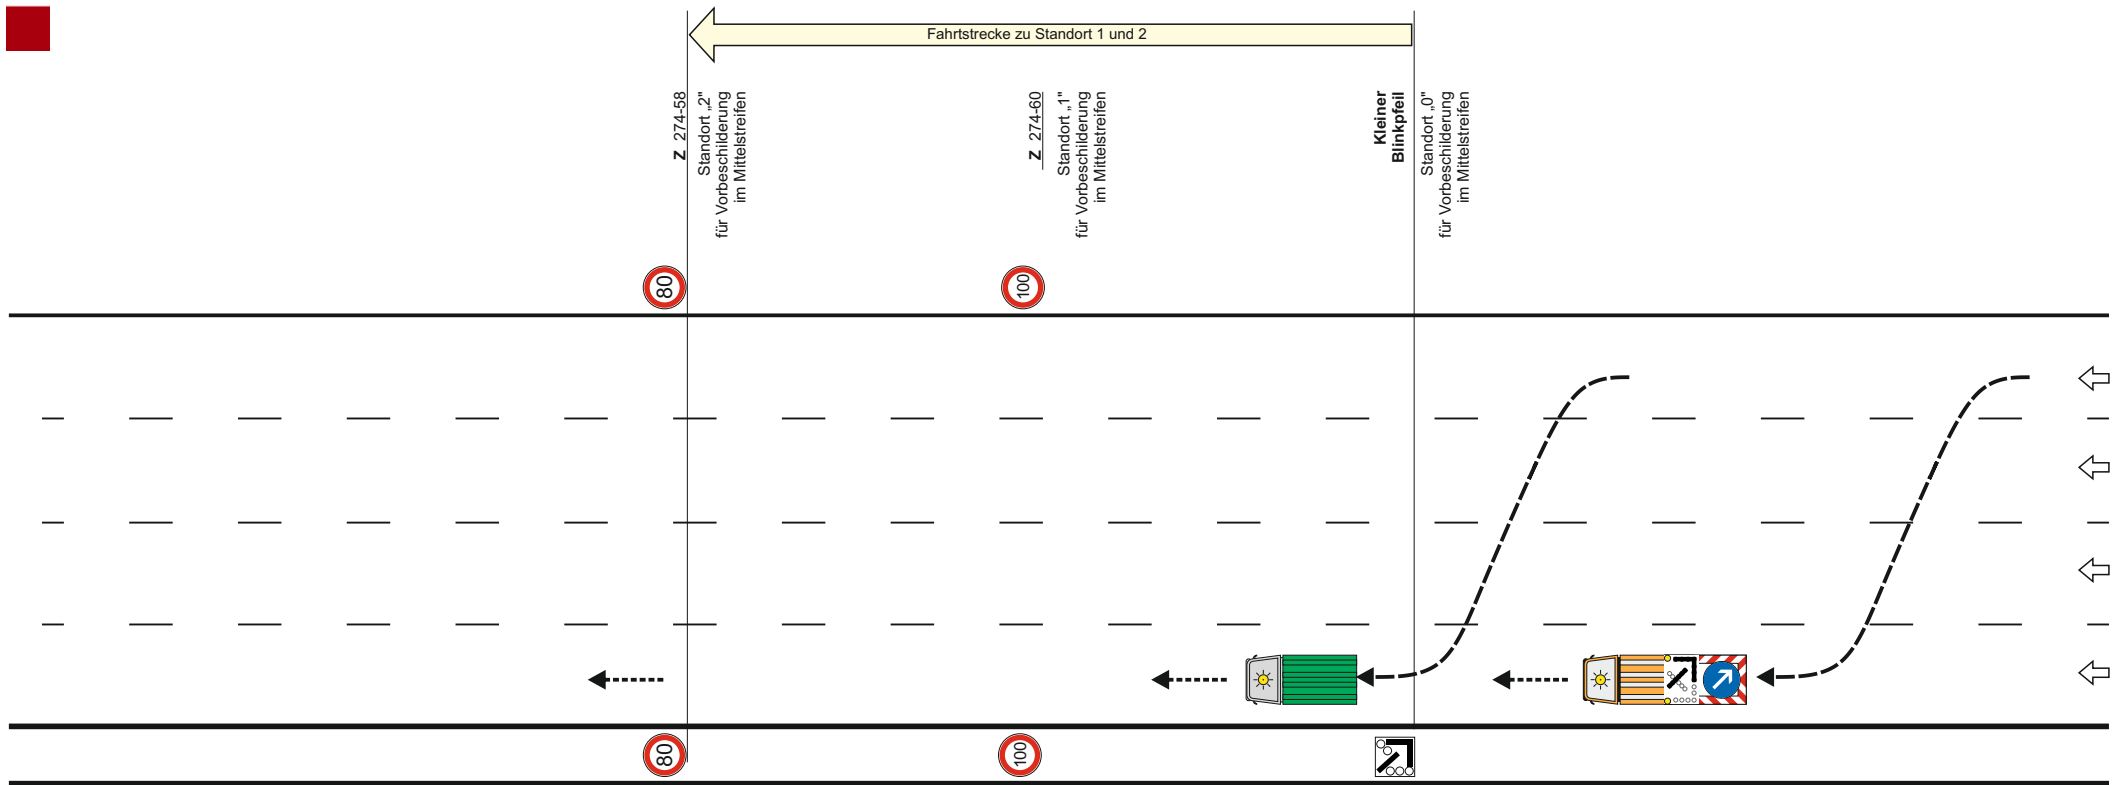 Fahrtstrecke zu Standort 1 und 2
Z 274-58
Standort „2"
für Vorbeschilderung
im Mittelstreifen
Z 274-60
Standort „1"
für Vorbeschilderung
im Mittelstreifen
Kleiner
Blinkpfeil
Standort „0"
für Vorbeschilderung
im Mittelstreifen
80
100
80
100